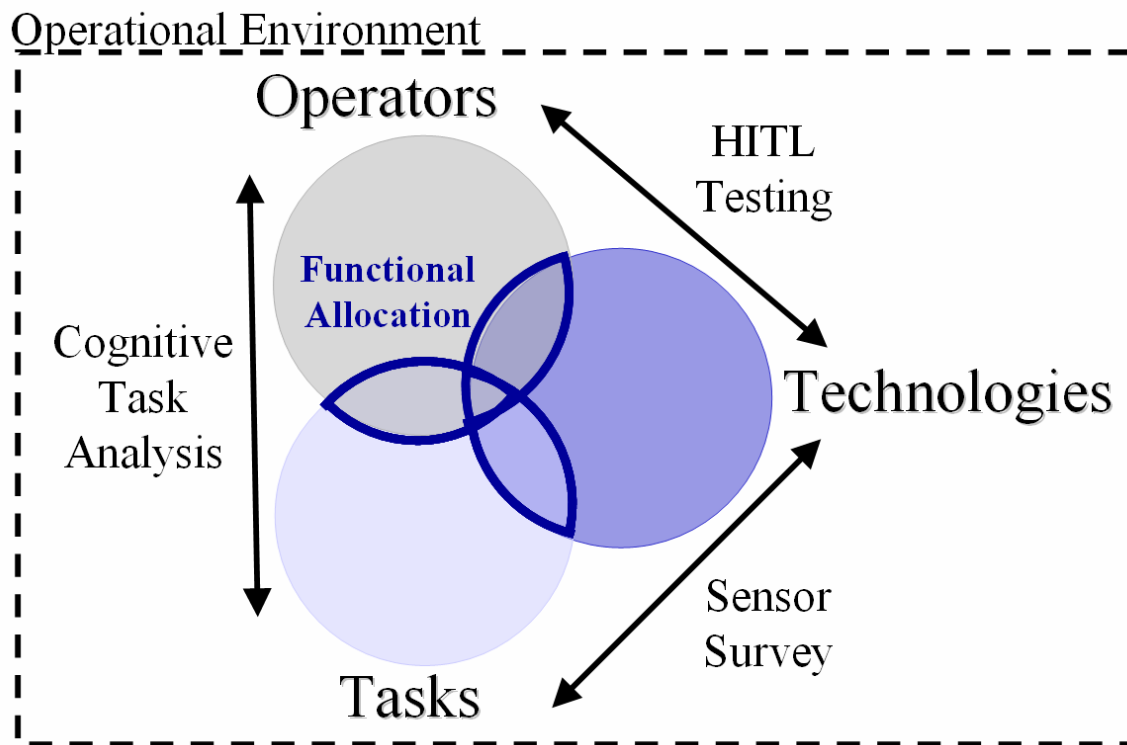 Operational Environment
Operators
HITL
Testing
Functional
Allocation
Cognitive
Task
Analysis
Technologies
Sensor
Survey
Tasks